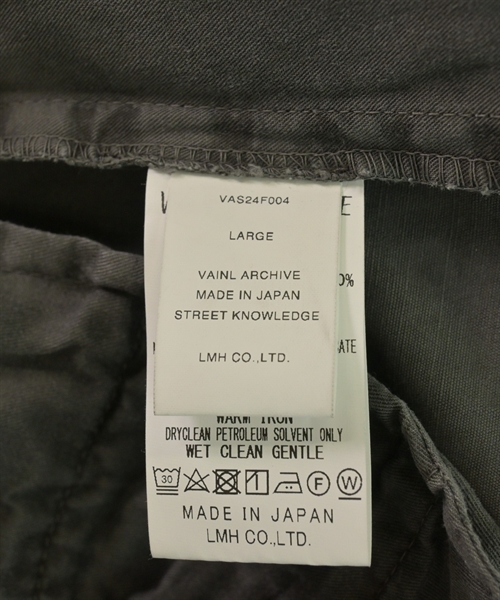 VAS24F004
LARGE
VAINL ARCHIVE
MADE IN JAPAN
STREET KNOWLEDGE
LMH CO.,LTD.
WARM IRON
DRYCLEAN PETROLEUM SOLVENT ONLY
WET CLEAN GENTLE
30 F W
MADE IN JAPAN
LMH CO.,LTD.